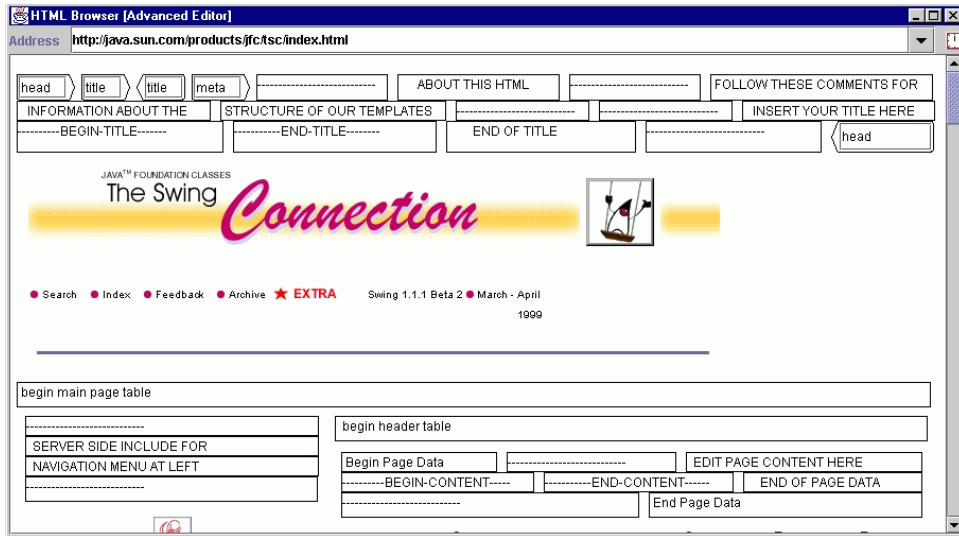 HTML Browser [Advanced Editor]
Address http://java.sun.com/products/jfc/tsc/index.html
head title title meta ---------------------------- ABOUT THIS HTML ---------------------------- FOLLOW THESE COMMENTS FOR
INFORMATION ABOUT THE STRUCTURE OF OUR TEMPLATES ---------------------------- ---------------------------- INSERT YOUR TITLE HERE
----------BEGIN-TITLE------- -----------END-TITLE-------- END OF TITLE ---------------------------- head
JAVA™ FOUNDATION CLASSES
The Swing
Connection
Search Index Feedback Archive EXTRA Swing 1.1.1 Beta 2 March - April
1999
begin main page table
----------------------------
SERVER SIDE INCLUDE FOR
NAVIGATION MENU AT LEFT
----------------------------
begin header table
Begin Page Data ---------------------------- EDIT PAGE CONTENT HERE
----------BEGIN-CONTENT----- -----------END-CONTENT------ END OF PAGE DATA
---------------------------- End Page Data